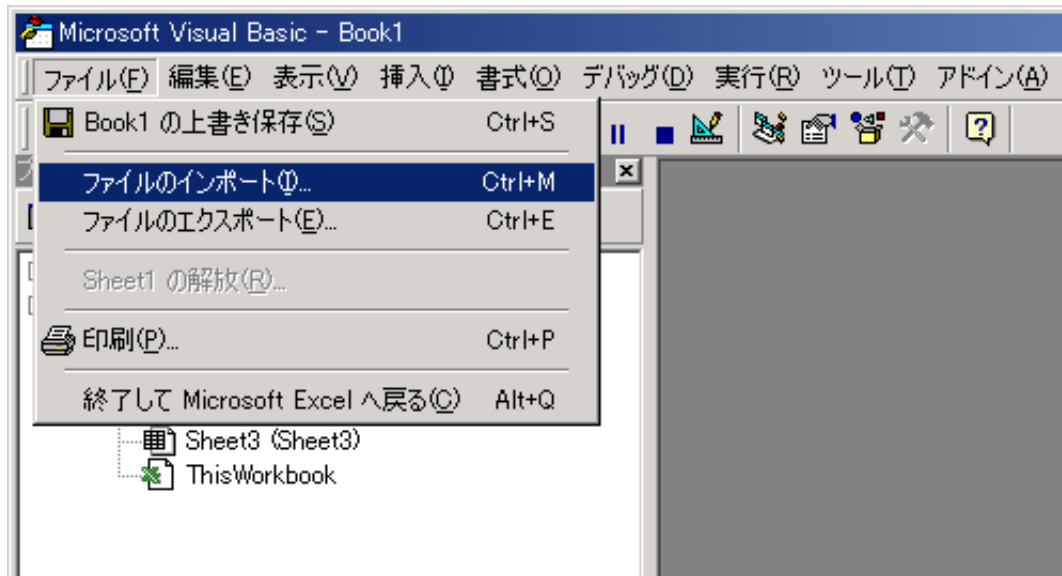 Microsoft Visual Basic - Book1
ファイル(F) 編集(E) 表示(V) 挿入(I) 書式(O) デバッグ(D) 実行(R) ツール(T) アドイン(A)
Book1 の上書き保存(S) Ctrl+S
ファイルのインポート(I)... Ctrl+M
ファイルのエクスポート(E)... Ctrl+E
Sheet1 の解放(R)...
印刷(P)... Ctrl+P
終了して Microsoft Excel へ戻る(C) Alt+Q
Sheet3 (Sheet3)
ThisWorkbook